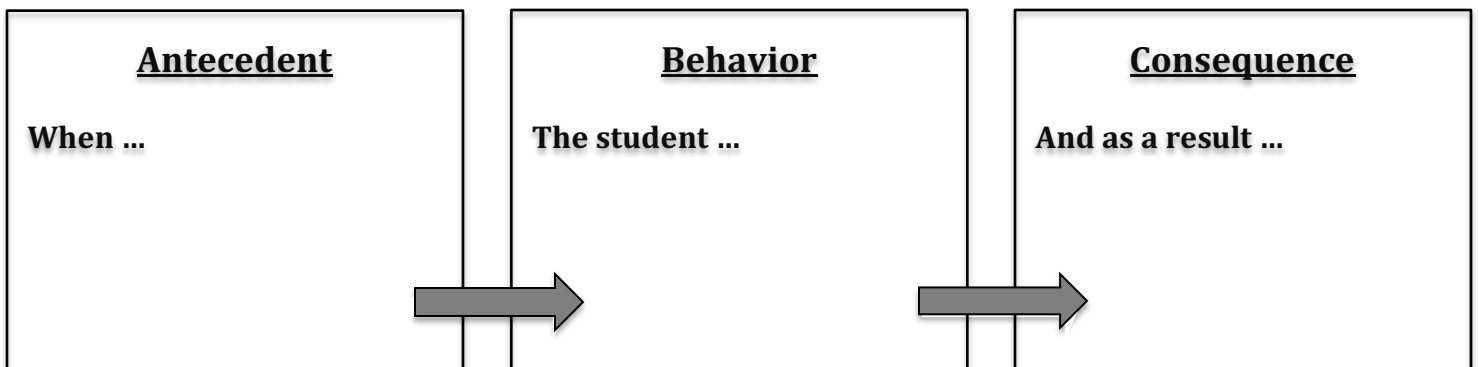 Antecedent
When ...
Behavior
The student ...
Consequence
And as a result ...